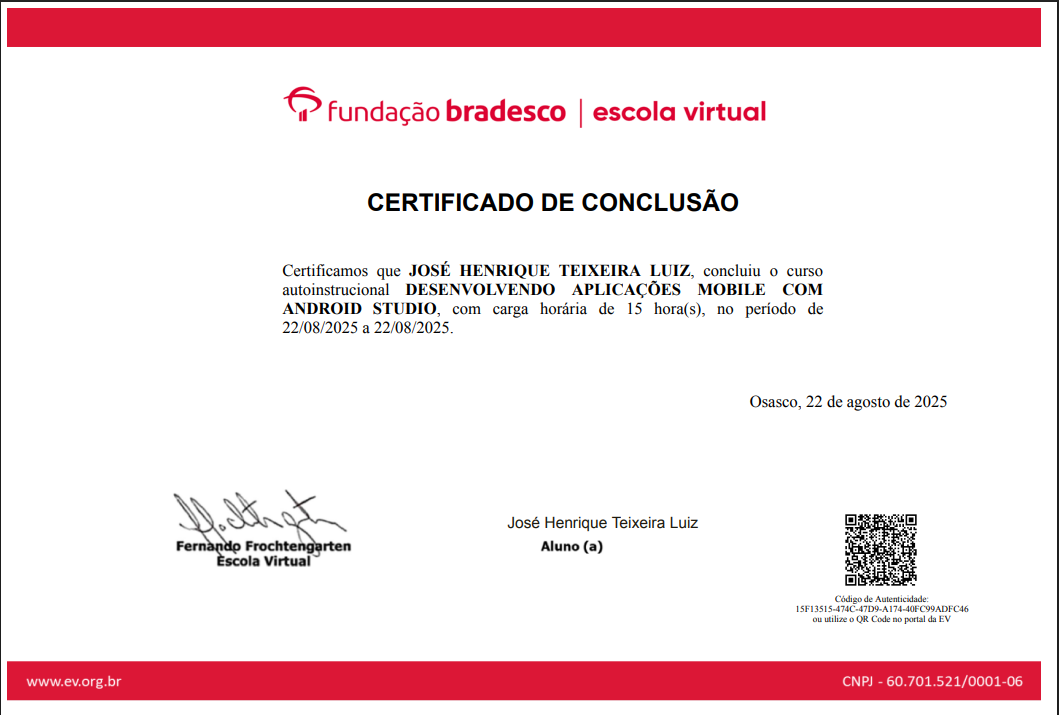 fundação bradesco | escola virtual
CERTIFICADO DE CONCLUSÃO
Certificamos que JOSÉ HENRIQUE TEIXEIRA LUIZ, concluiu o curso
autoinstrucional DESENVOLVENDO APLICAÇÕES MOBILE COM
ANDROID STUDIO, com carga horária de 15 hora(s), no período de
22/08/2025 a 22/08/2025.
Osasco, 22 de agosto de 2025
Fernando Frochtengarten
Escola Virtual
José Henrique Teixeira Luiz
Aluno (a)
Código de Autenticidade:
15F13515-474C-47D9-A174-40FC99ADFC46
ou utilize o QR Code no portal da EV
www.ev.org.br
CNPJ - 60.701.521/0001-06